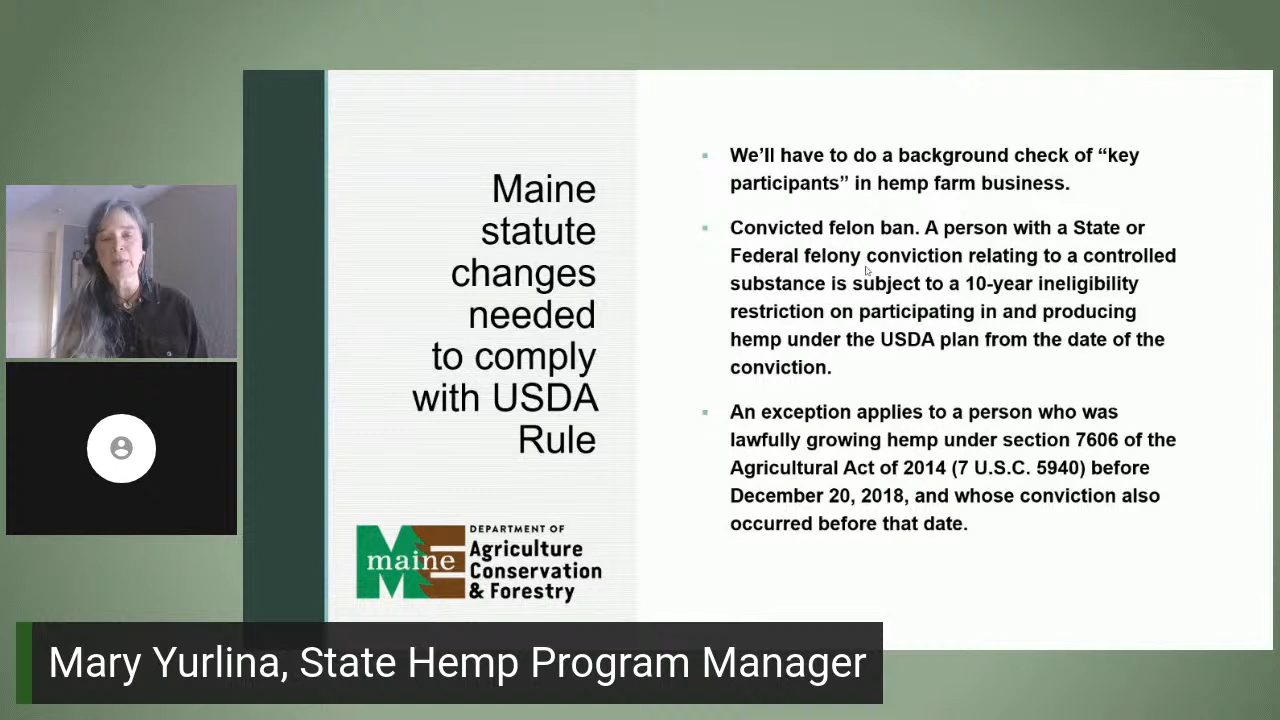 Maine
statute
changes
needed
to comply
with USDA
Rule
maine
DEPARTMENT OF
Agriculture
Conservation
& Forestry
We’ll have to do a background check of “key
participants” in hemp farm business.
Convicted felon ban. A person with a State or
Federal felony conviction relating to a controlled
substance is subject to a 10-year ineligibility
restriction on participating in and producing
hemp under the USDA plan from the date of the
conviction.
An exception applies to a person who was
lawfully growing hemp under section 7606 of the
Agricultural Act of 2014 (7 U.S.C. 5940) before
December 20, 2018, and whose conviction also
occurred before that date.
Mary Yurlina, State Hemp Program Manager